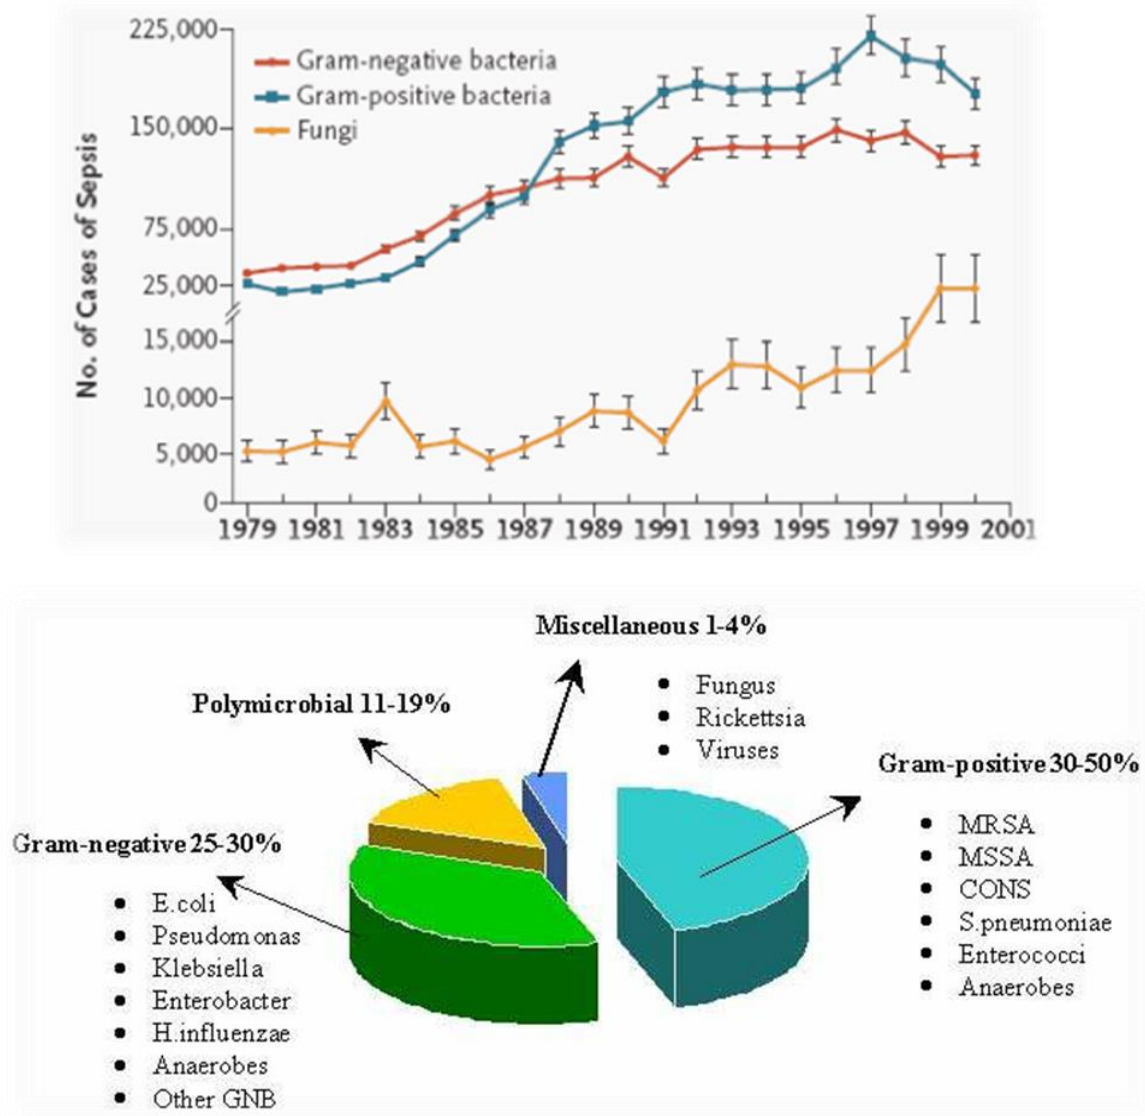 225,000
150,000
75,000
25,000
15,000
10,000
5,000
0
No. of Cases of Sepsis
Gram-negative bacteria
Gram-positive bacteria
Fungi
1979 1981 1983 1985 1987 1989 1991 1993 1995 1997 1999 2001
Miscellaneous 1-4%
• Fungus
• Rickettsia
• Viruses
Polymicrobial 11-19%
Gram-positive 30-50%
• MRSA
• MSSA
• CONS
• S.pneumoniae
• Enterococci
• Anaerobes
Gram-negative 25-30%
• E.coli
• Pseudomonas
• Klebsiella
• Enterobacter
• H.influenzae
• Anaerobes
• Other GNB